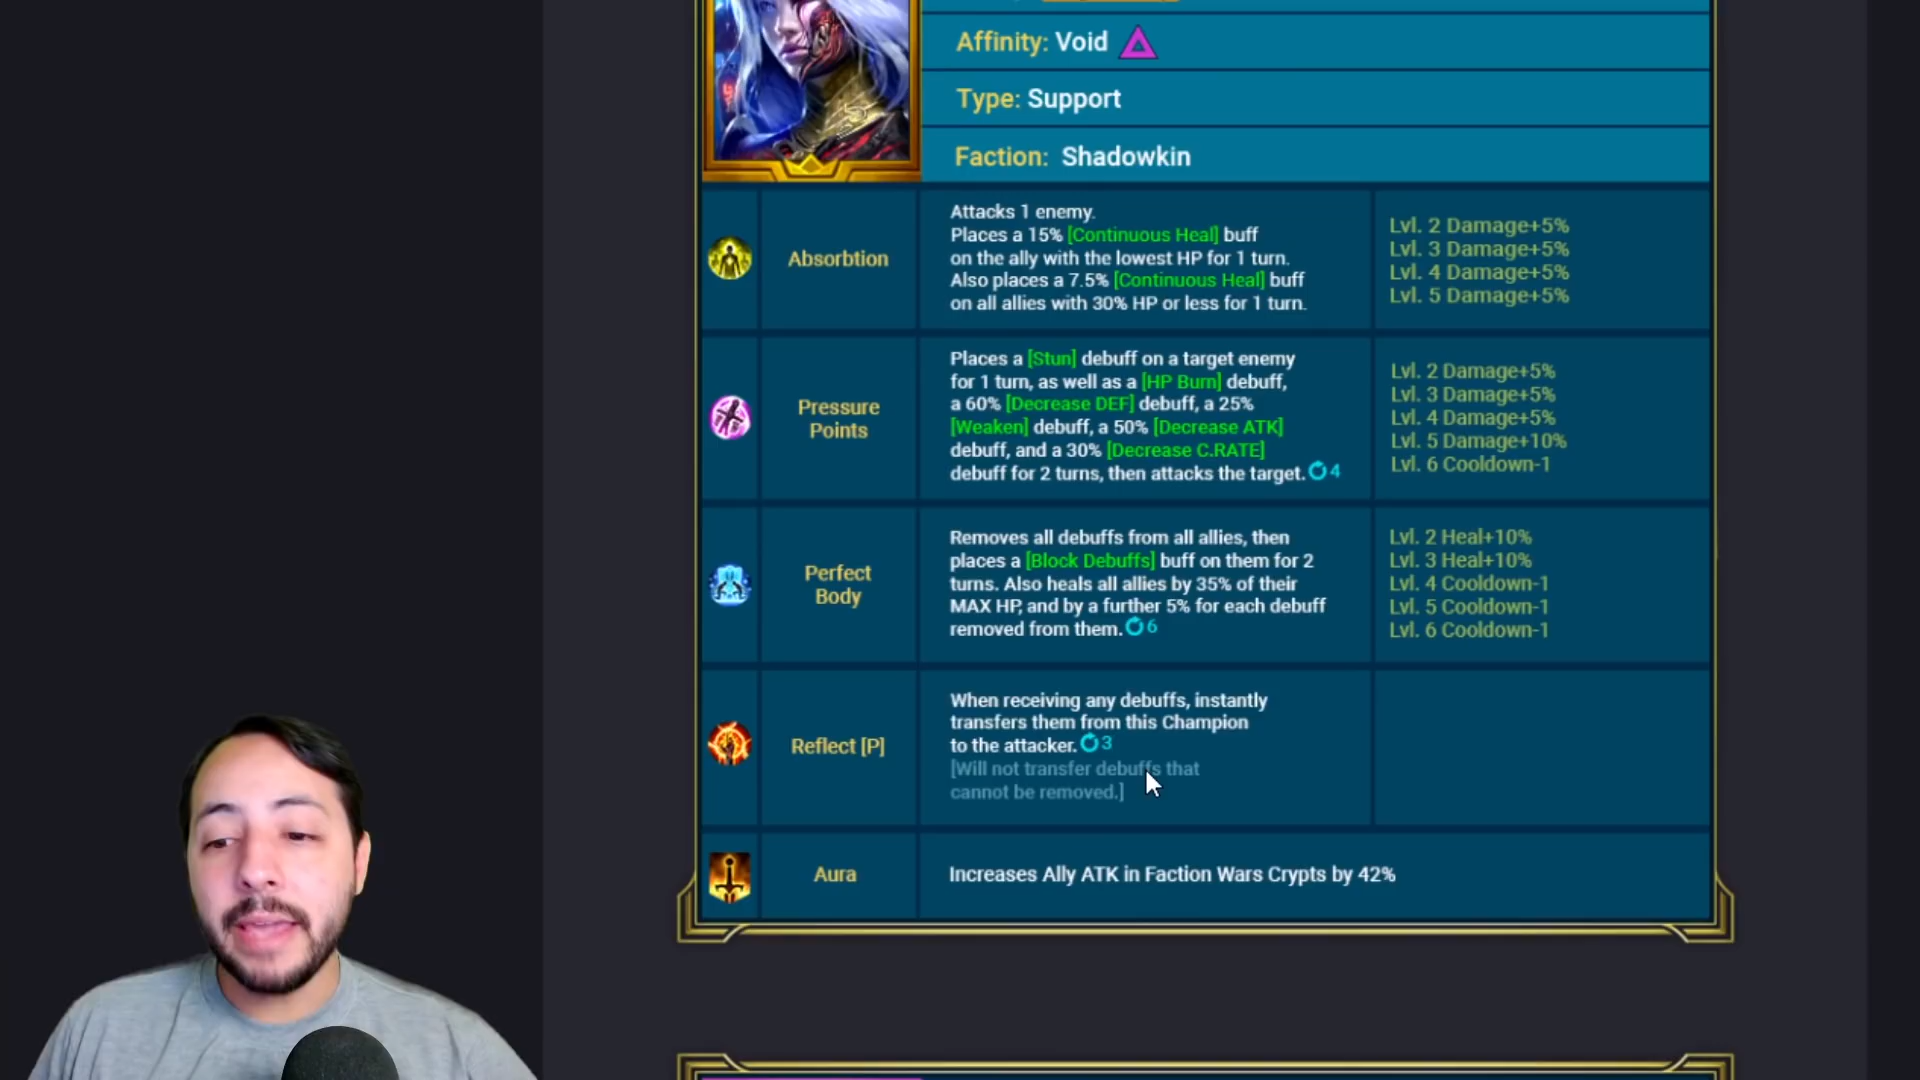 Affinity: Void
Type: Support
Faction: Shadowkin
Absorbtion
Attacks 1 enemy.
Places a 15% [Continuous Heal] buff
on the ally with the lowest HP for 1 turn.
Also places a 7.5% [Continuous Heal] buff
on all allies with 30% HP or less for 1 turn.
Lvl. 2 Damage+5%
Lvl. 3 Damage+5%
Lvl. 4 Damage+5%
Lvl. 5 Damage+5%
Pressure
Points
Places a [Stun] debuff on a target enemy
for 1 turn, as well as a [HP Burn] debuff,
a 60% [Decrease DEF] debuff, a 25%
[Weaken] debuff, a 50% [Decrease ATK]
debuff, and a 30% [Decrease C.RATE]
debuff for 2 turns, then attacks the target. 4
Lvl. 2 Damage+5%
Lvl. 3 Damage+5%
Lvl. 4 Damage+5%
Lvl. 5 Damage+10%
Lvl. 6 Cooldown-1
Perfect
Body
Removes all debuffs from all allies, then
places a [Block Debuffs] buff on them for 2
turns. Also heals all allies by 35% of their
MAX HP, and by a further 5% for each debuff
removed from them. 6
Lvl. 2 Heal+10%
Lvl. 3 Heal+10%
Lvl. 4 Cooldown-1
Lvl. 5 Cooldown-1
Lvl. 6 Cooldown-1
Reflect [P]
When receiving any debuffs, instantly
transfers them from this Champion
to the attacker. 3
[Will not transfer debuffs that
cannot be removed.]
Aura
Increases Ally ATK in Faction Wars Crypts by 42%